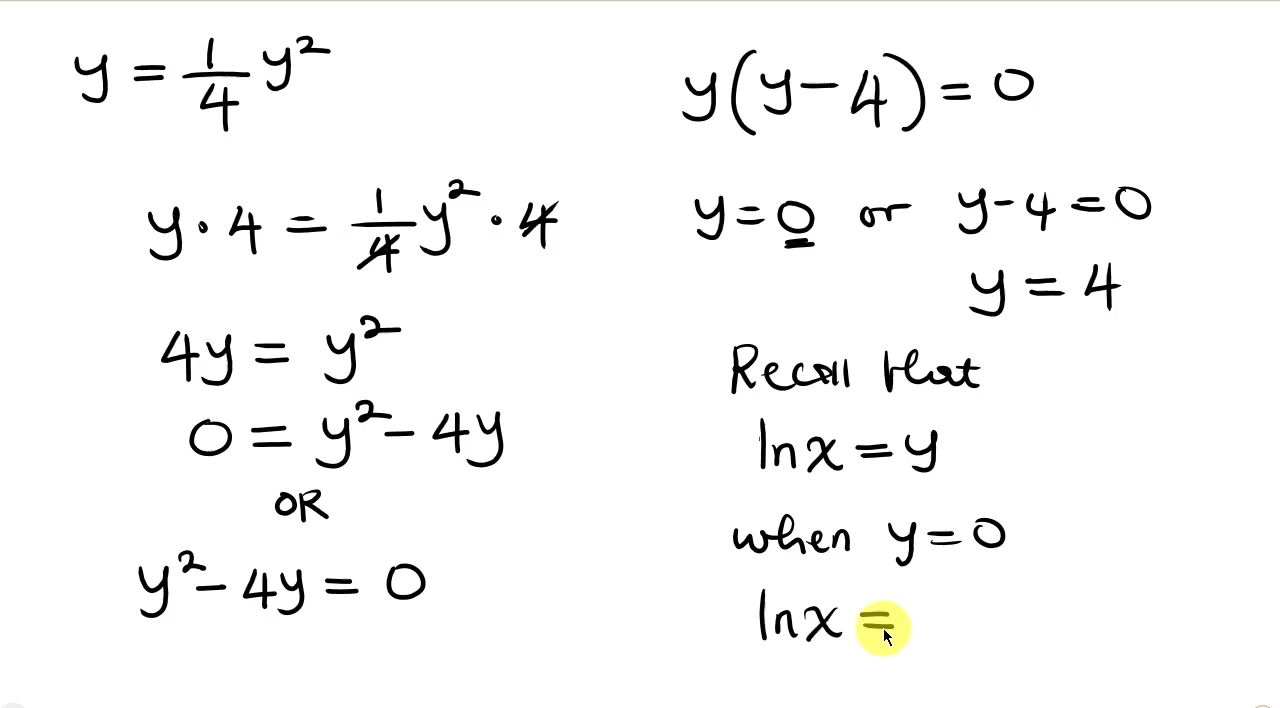 y = 1/4 y²
y · 4 = 1/4 y² · 4
4y = y²
0 = y² - 4y
OR
y² - 4y = 0
y(y - 4) = 0
y = 0 or y - 4 = 0
y = 4
Recall that
ln x = y
when y = 0
ln x =